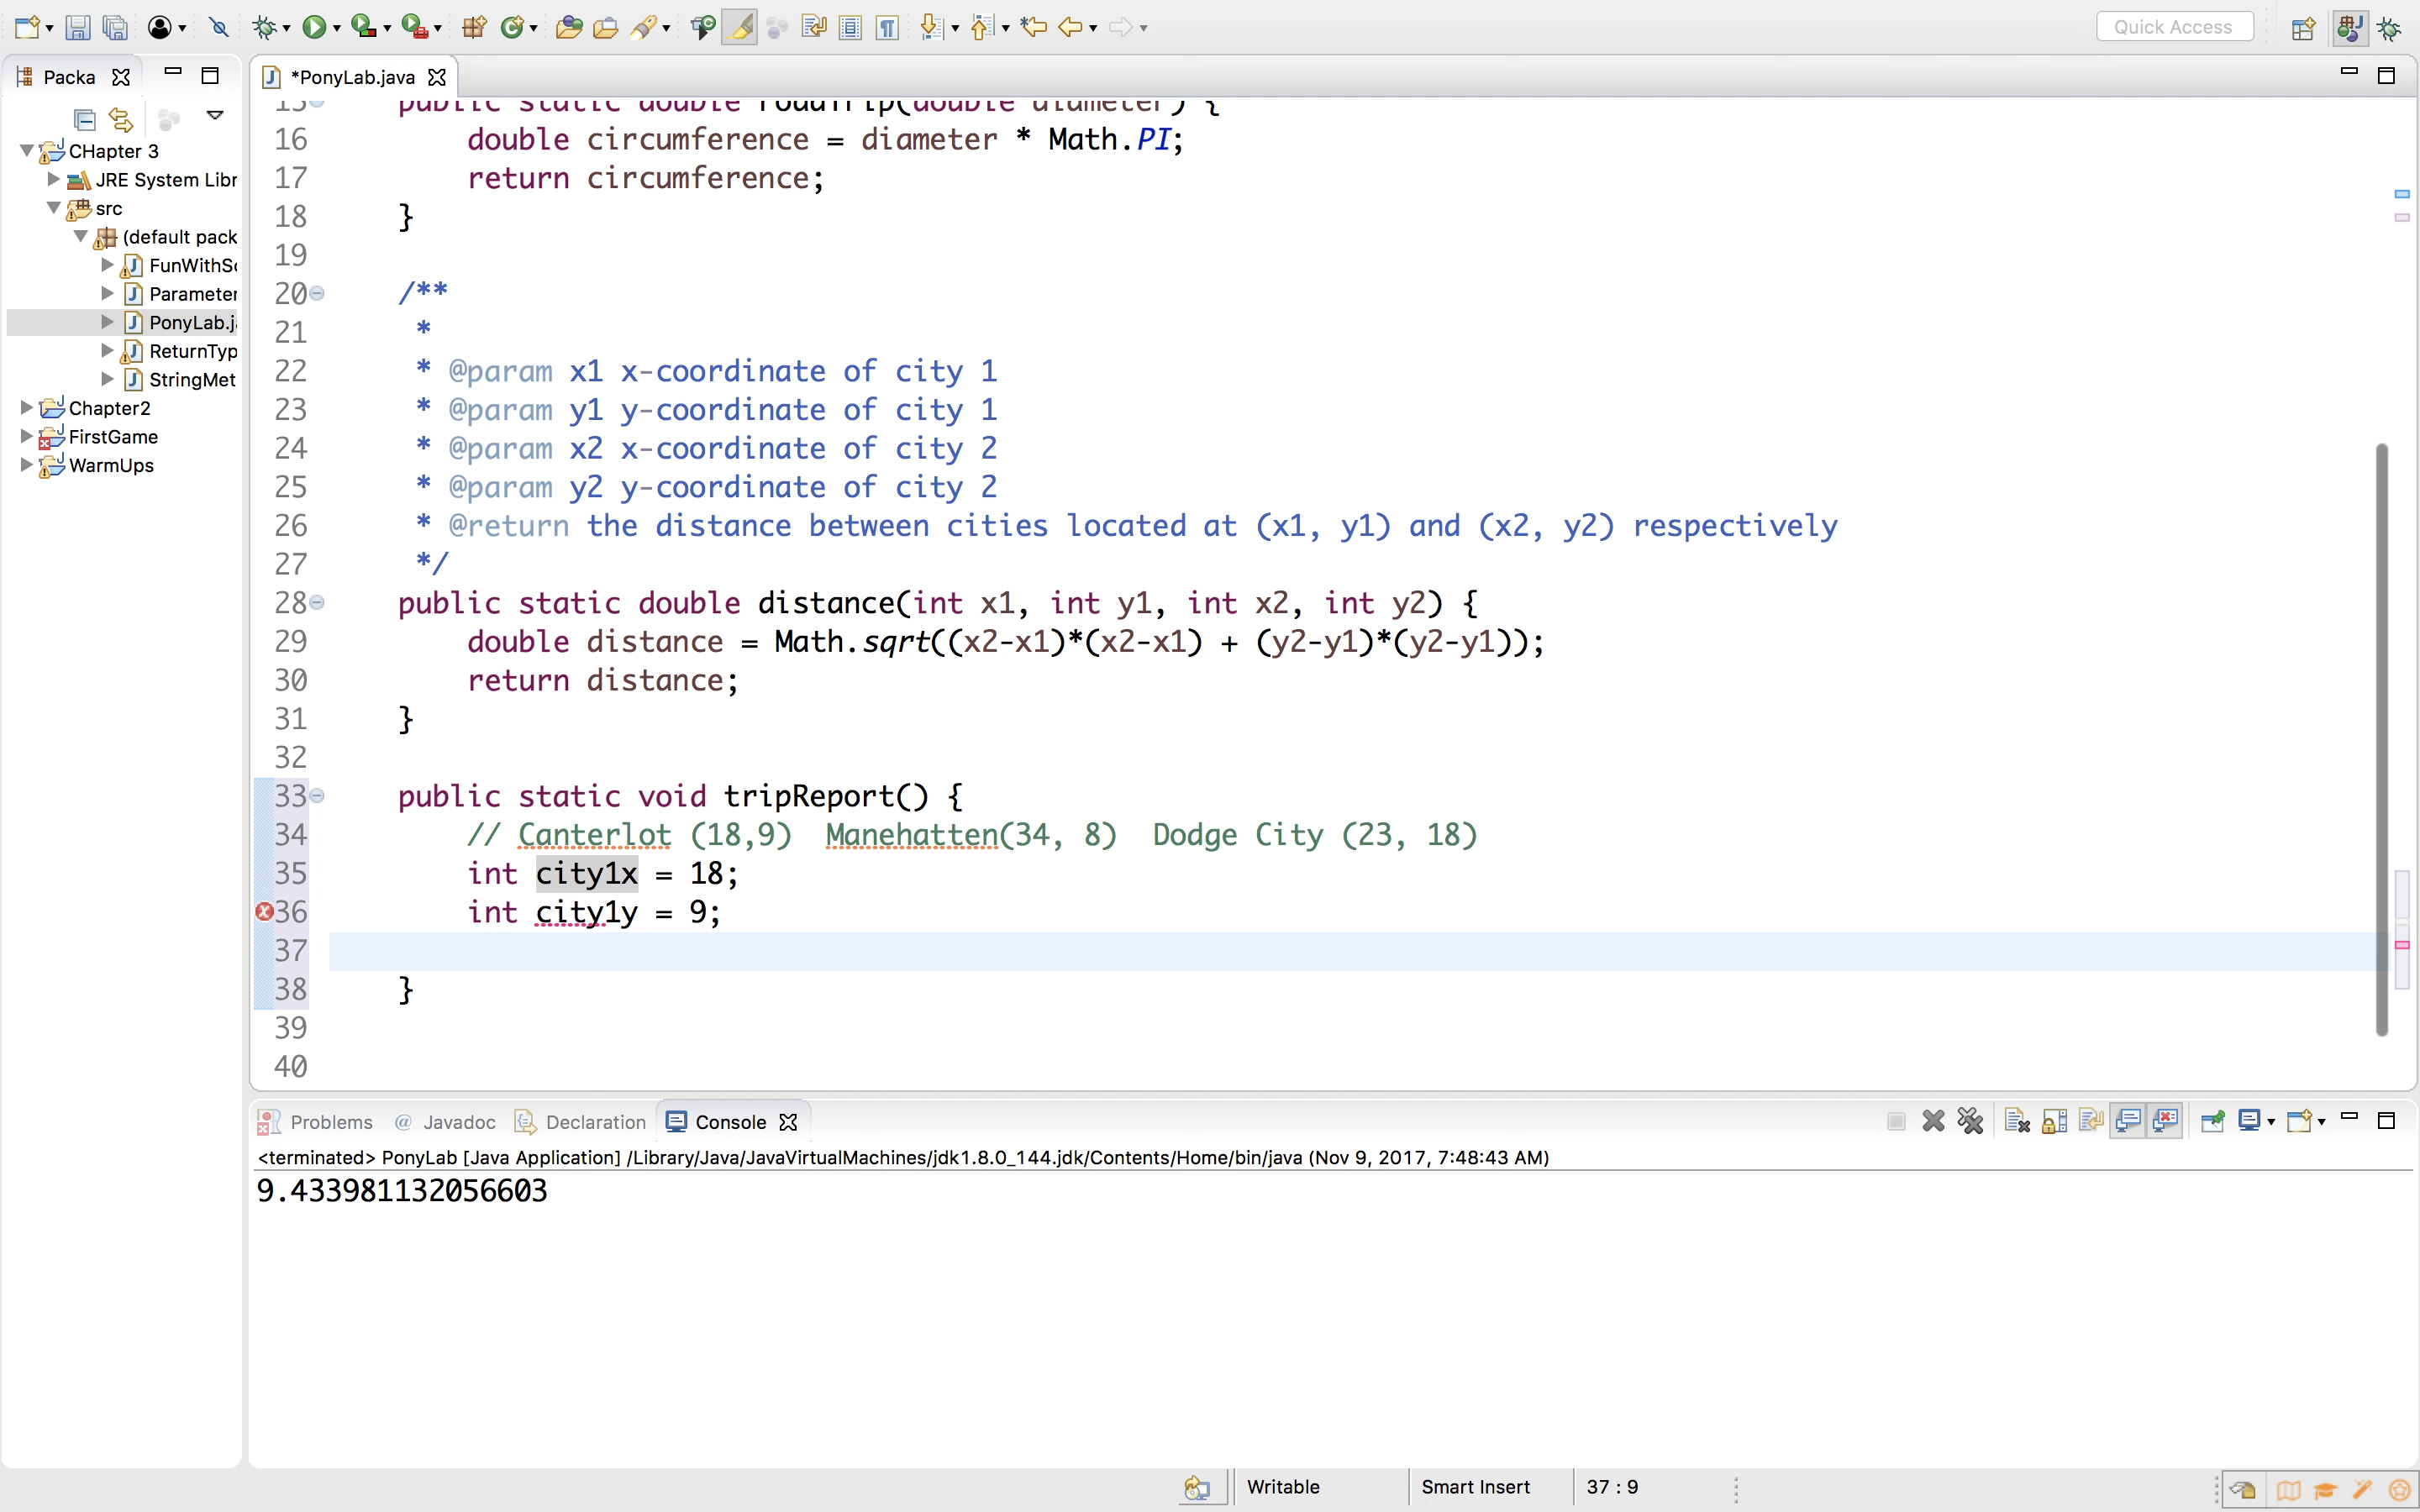 Quick Access
Packa
*PonyLab.java
CHapter 3
JRE System Libr
src
(default pack
FunWithSc
Parameter
PonyLab.j
ReturnTyp
StringMet
Chapter2
FirstGame
WarmUps
15 public static double roadTrip(double diameter) {
16 double circumference = diameter * Math.PI;
17 return circumference;
18 }
19
20 /**
21 *
22 * @param x1 x-coordinate of city 1
23 * @param y1 y-coordinate of city 1
24 * @param x2 x-coordinate of city 2
25 * @param y2 y-coordinate of city 2
26 * @return the distance between cities located at (x1, y1) and (x2, y2) respectively
27 */
28 public static double distance(int x1, int y1, int x2, int y2) {
29 double distance = Math.sqrt((x2-x1)*(x2-x1) + (y2-y1)*(y2-y1));
30 return distance;
31 }
32
33 public static void tripReport() {
34 // Canterlot (18,9)  Manehatten(34, 8)  Dodge City (23, 18)
35 int city1x = 18;
36 int city1y = 9;
37
38 }
39
40
Problems @ Javadoc Declaration Console
<terminated> PonyLab [Java Application] /Library/Java/JavaVirtualMachines/jdk1.8.0_144.jdk/Contents/Home/bin/java (Nov 9, 2017, 7:48:43 AM)
9.433981132056603
Writable Smart Insert 37 : 9